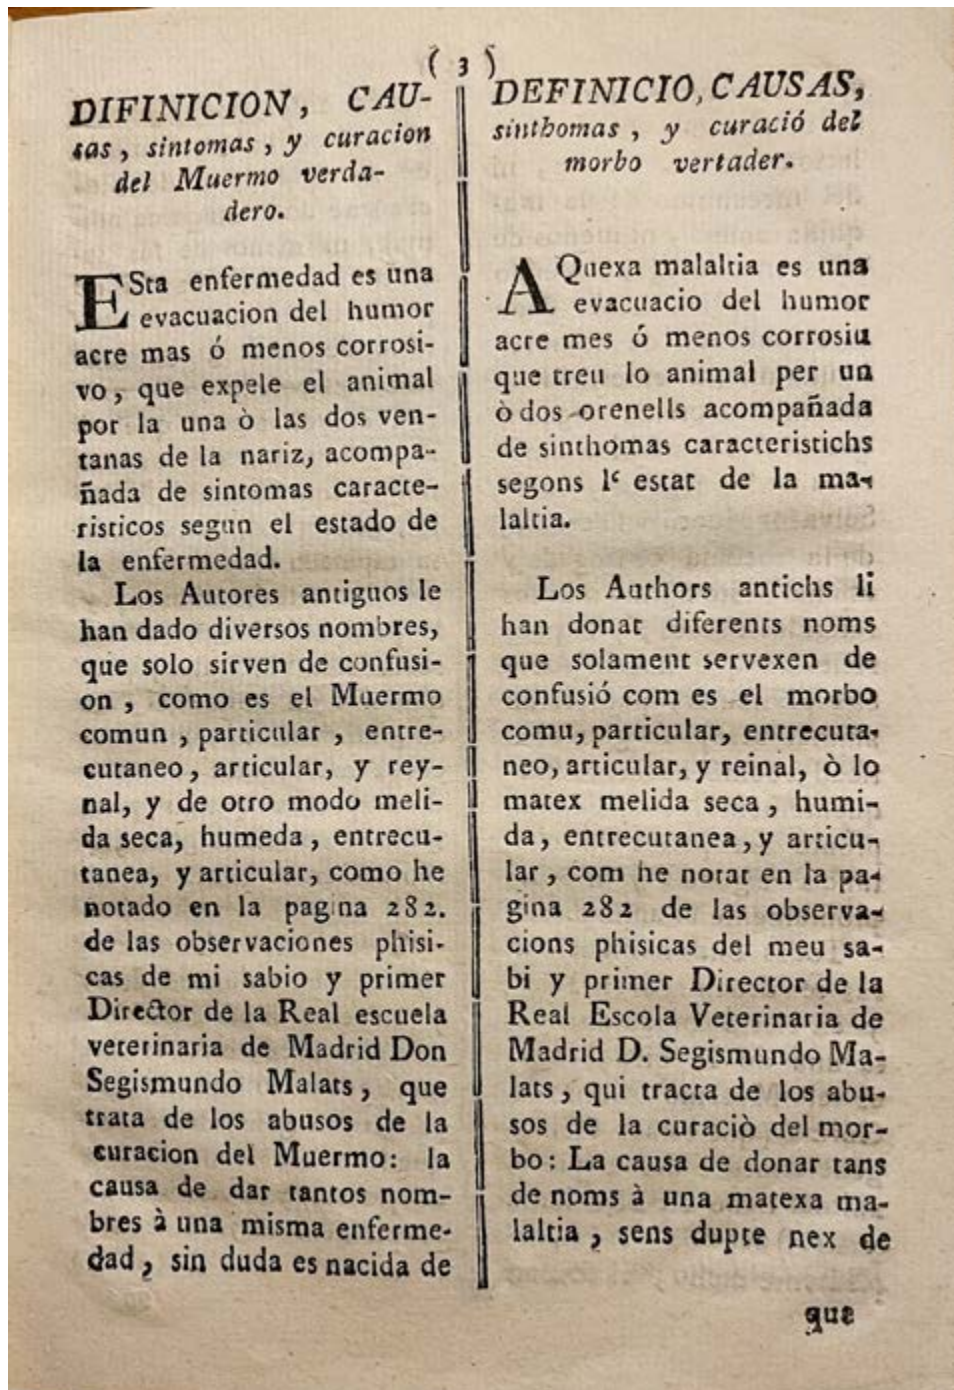 ( 3 )
DIFINICION, CAU-
sas, sintomas, y curacion
del Muermo verda-
dero.
ESta enfermedad es una
evacuacion del humor
acre mas ó menos corrosi-
vo, que expele el animal
por la una ò las dos ven-
tanas de la nariz, acompa-
ñada de sintomas caracte-
risticos segun el estado de
la enfermedad.
Los Autores antiguos le
han dado diversos nombres,
que solo sirven de confusi-
on, como es el Muermo
comun, particular, entre-
cutaneo, articular, y rey-
nal, y de otro modo meli-
da seca, humeda, entrecu-
tanea, y articular, como he
notado en la pagina 282.
de las observaciones phisi-
cas de mi sabio y primer
Director de la Real escuela
veterinaria de Madrid Don
Segismundo Malats, que
trata de los abusos de la
curacion del Muermo: la
causa de dar tantos nom-
bres à una misma enferme-
dad, sin duda es nacida de
DEFINICIO, CAUSAS,
sinthomas, y curació del
morbo vertader.
AQuexa malaltia es una
evacuacio del humor
acre mes ó menos corrosiu
que treu lo animal per un
ò dos orenells acompañada
de sinthomas caracteristichs
segons lc estat de la ma-
laltia.
Los Authors antichs li
han donat diferents noms
que solament servexen de
confusió com es el morbo
comu, particular, entrecuta-
neo, articular, y reinal, ò lo
matex melida seca, humi-
da, entrecutanea, y articu-
lar, com he notat en la pa-
gina 282 de las observa-
cions phisicas del meu sa-
bi y primer Director de la
Real Escola Veterinaria de
Madrid D. Segismundo Ma-
lats, qui tracta de los abu-
sos de la curaciò del mor-
bo: La causa de donar tans
de noms à una matexa ma-
laltia, sens dupte nex de
que